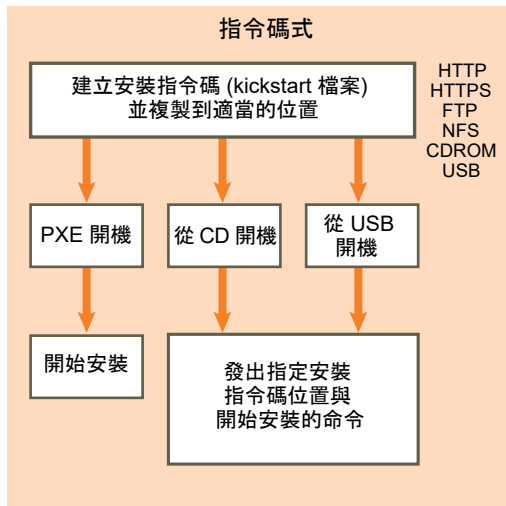 指令碼式
建立安裝指令碼 (kickstart 檔案)
並複製到適當的位置
HTTP
HTTPS
FTP
NFS
CDROM
USB
PXE 開機
從 CD 開機
從 USB
開機
開始安裝
發出指定安裝
指令碼位置與
開始安裝的命令